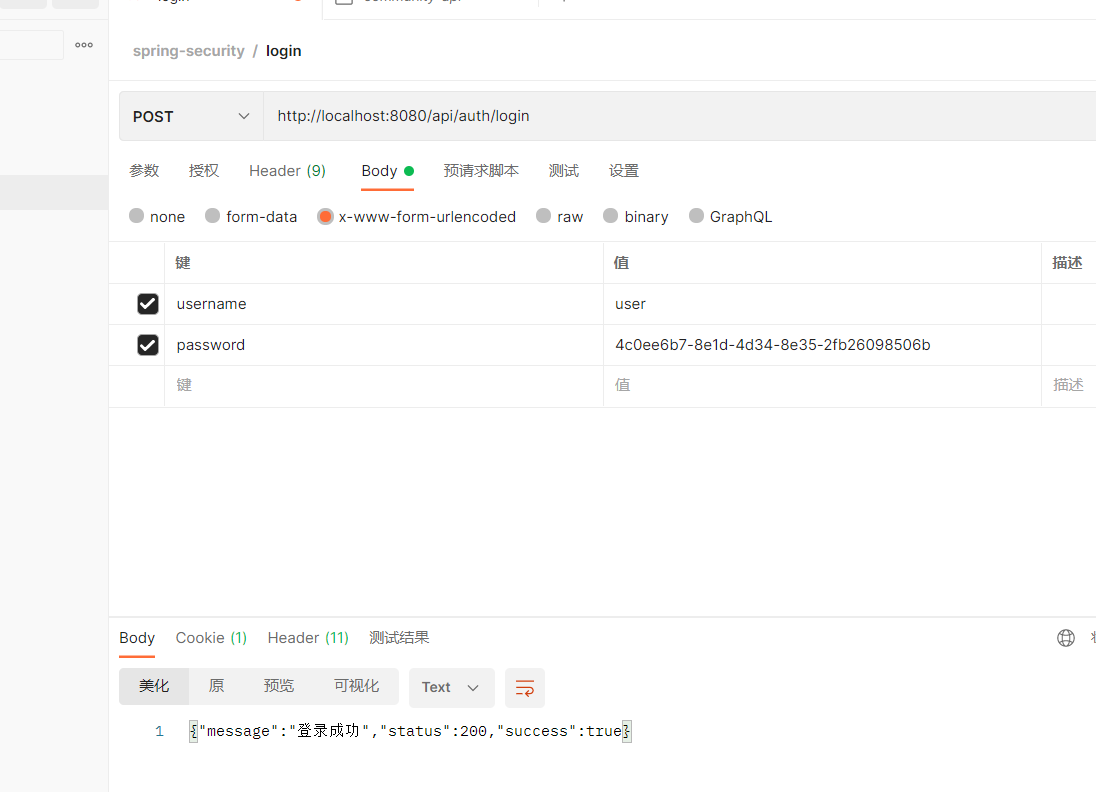 spring-security / login
POST http://localhost:8080/api/auth/login
参数 授权 Header (9) Body 预请求脚本 测试 设置
none form-data x-www-form-urlencoded raw binary GraphQL
键 值 描述
username user
password 4c0ee6b7-8e1d-4d34-8e35-2fb26098506b
键 值 描述
Body Cookie (1) Header (11) 测试结果
美化 原 预览 可视化 Text
1 {"message":"登录成功","status":200,"success":true}